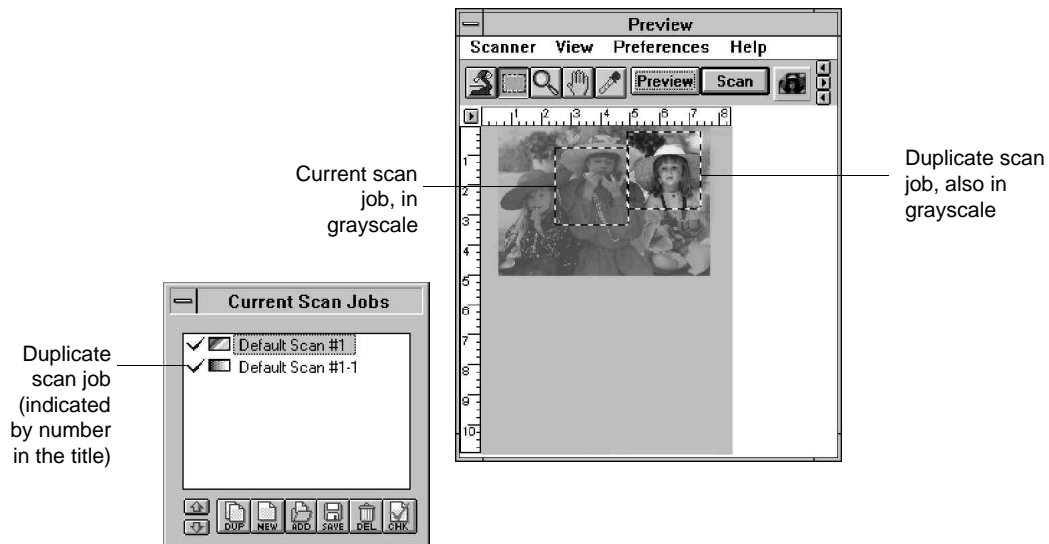 Preview
Scanner View Preferences Help
Preview Scan
1 2 3 4 5 6 7 8
1
2
3
4
5
6
7
8
9
10
Current scan
job, in
grayscale
Duplicate scan
job, also in
grayscale
Current Scan Jobs
Default Scan #1
Default Scan #1-1
Duplicate
scan job
(indicated
by number
in the title)
DUP NEW ADD SAVE DEL CHK